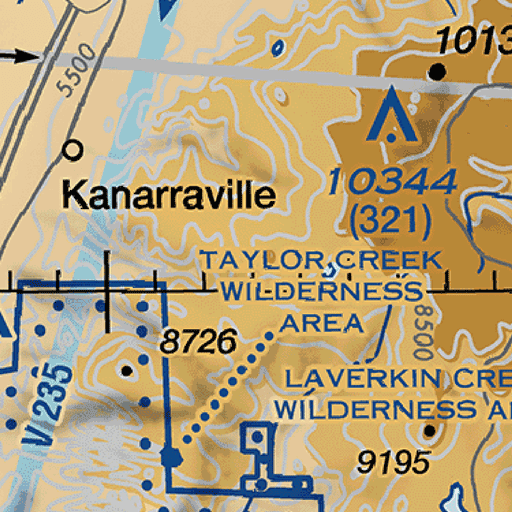 1013
5500
10344
(321)
Kanarraville
TAYLOR CREEK
WILDERNESS
AREA
8726
8500
LAVERKIN CRE
WILDERNESS A
V 235
9195